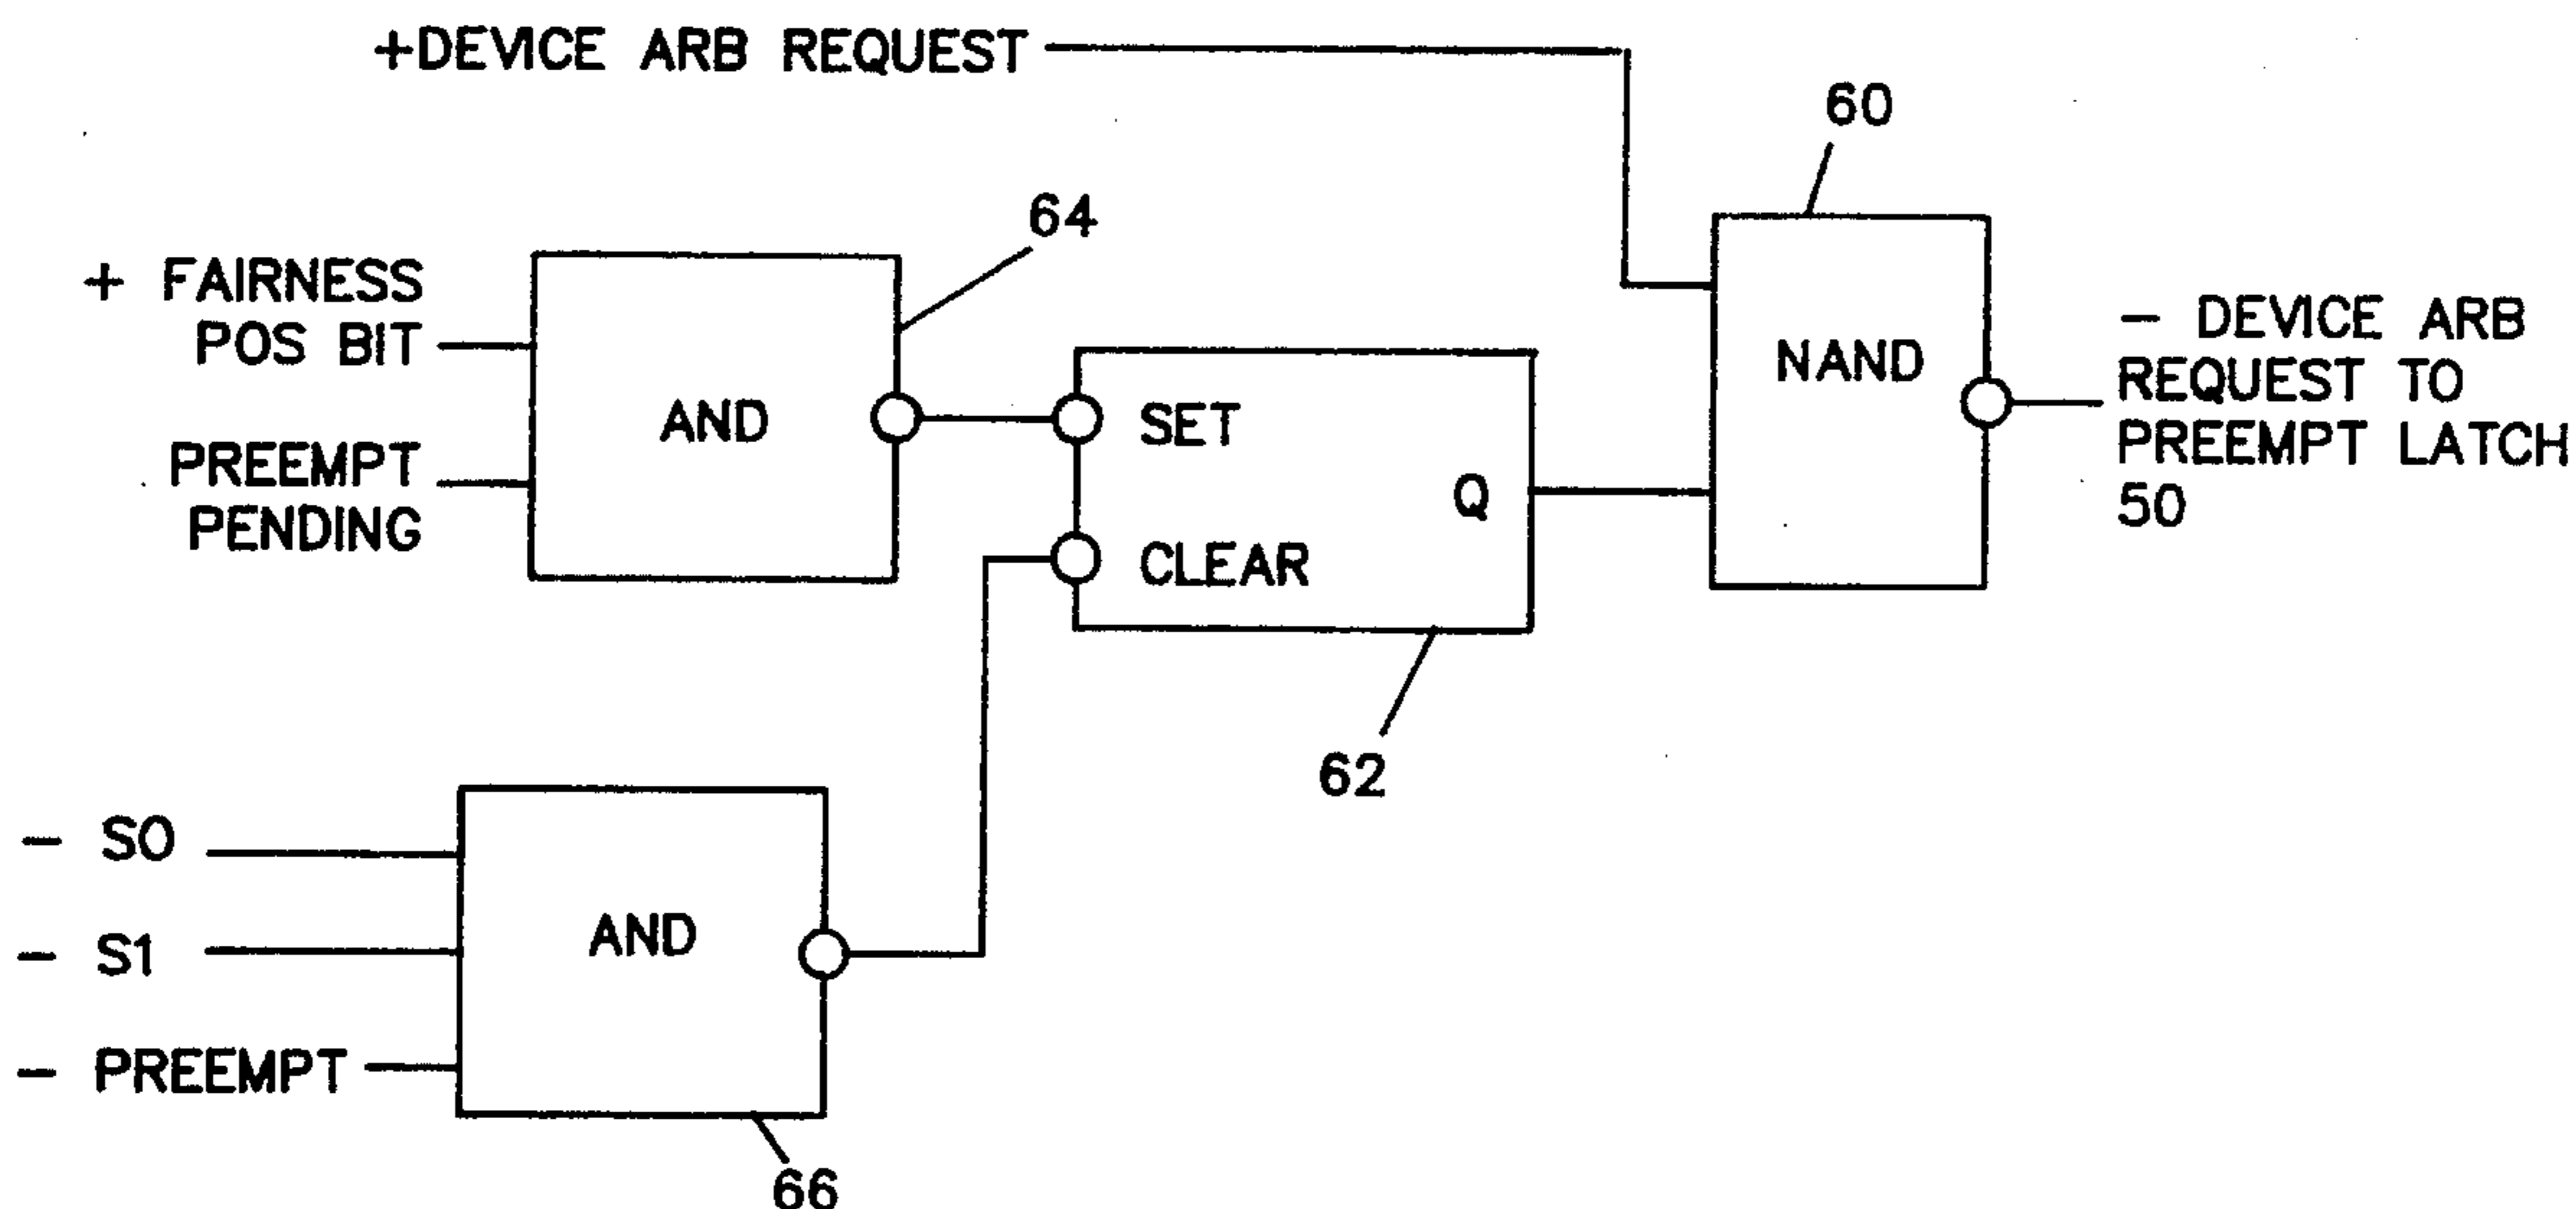 +DEVICE ARB REQUEST
60
64
+ FAIRNESS
POS BIT
AND
PREEMPT
PENDING
SET
CLEAR
Q
62
NAND
- DEVICE ARB
REQUEST TO
PREEMPT LATCH
50
- S0
- S1
- PREEMPT
AND
66